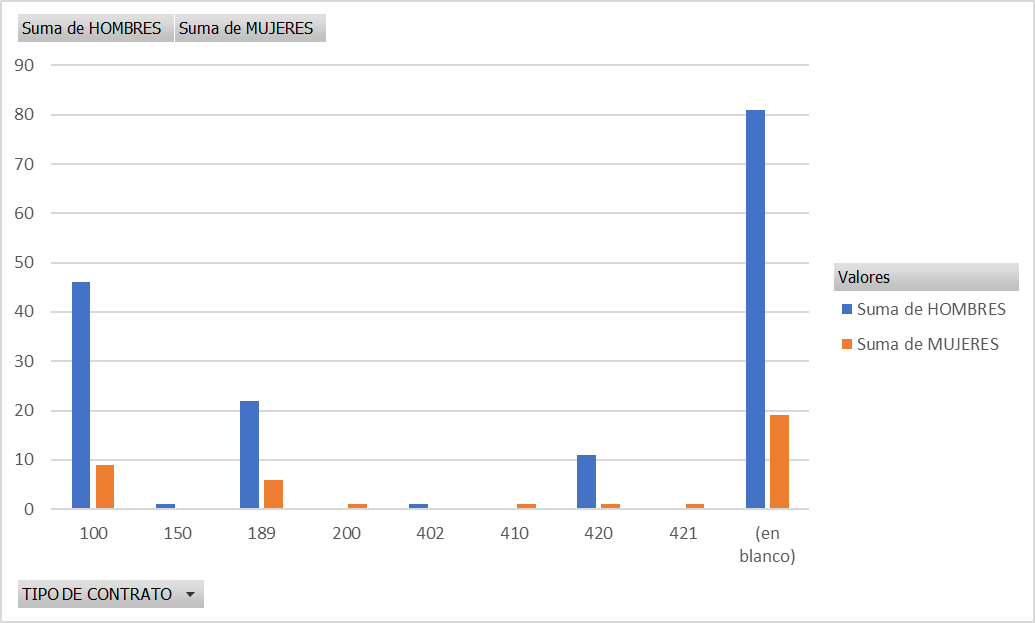 Suma de HOMBRES Suma de MUJERES
90
80
70
60
50
40
30
20
10
0
100 150 189 200 402 410 420 421 (en
blanco)
Valores
Suma de HOMBRES
Suma de MUJERES
TIPO DE CONTRATO